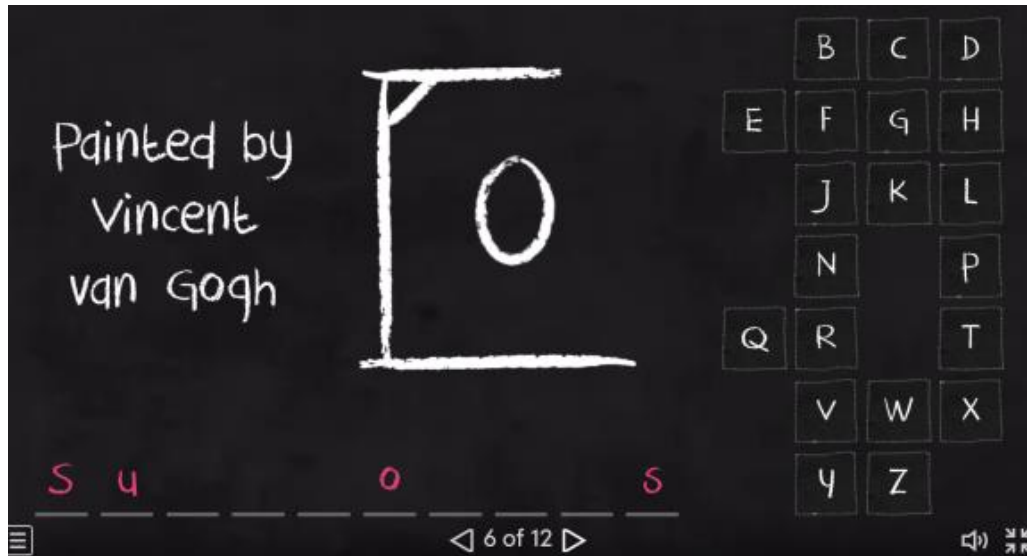 B C D
Painted by
Vincent
van Gogh
E F G H
J K L
N P
Q R T
V W X
Y Z
S u o s
6 of 12